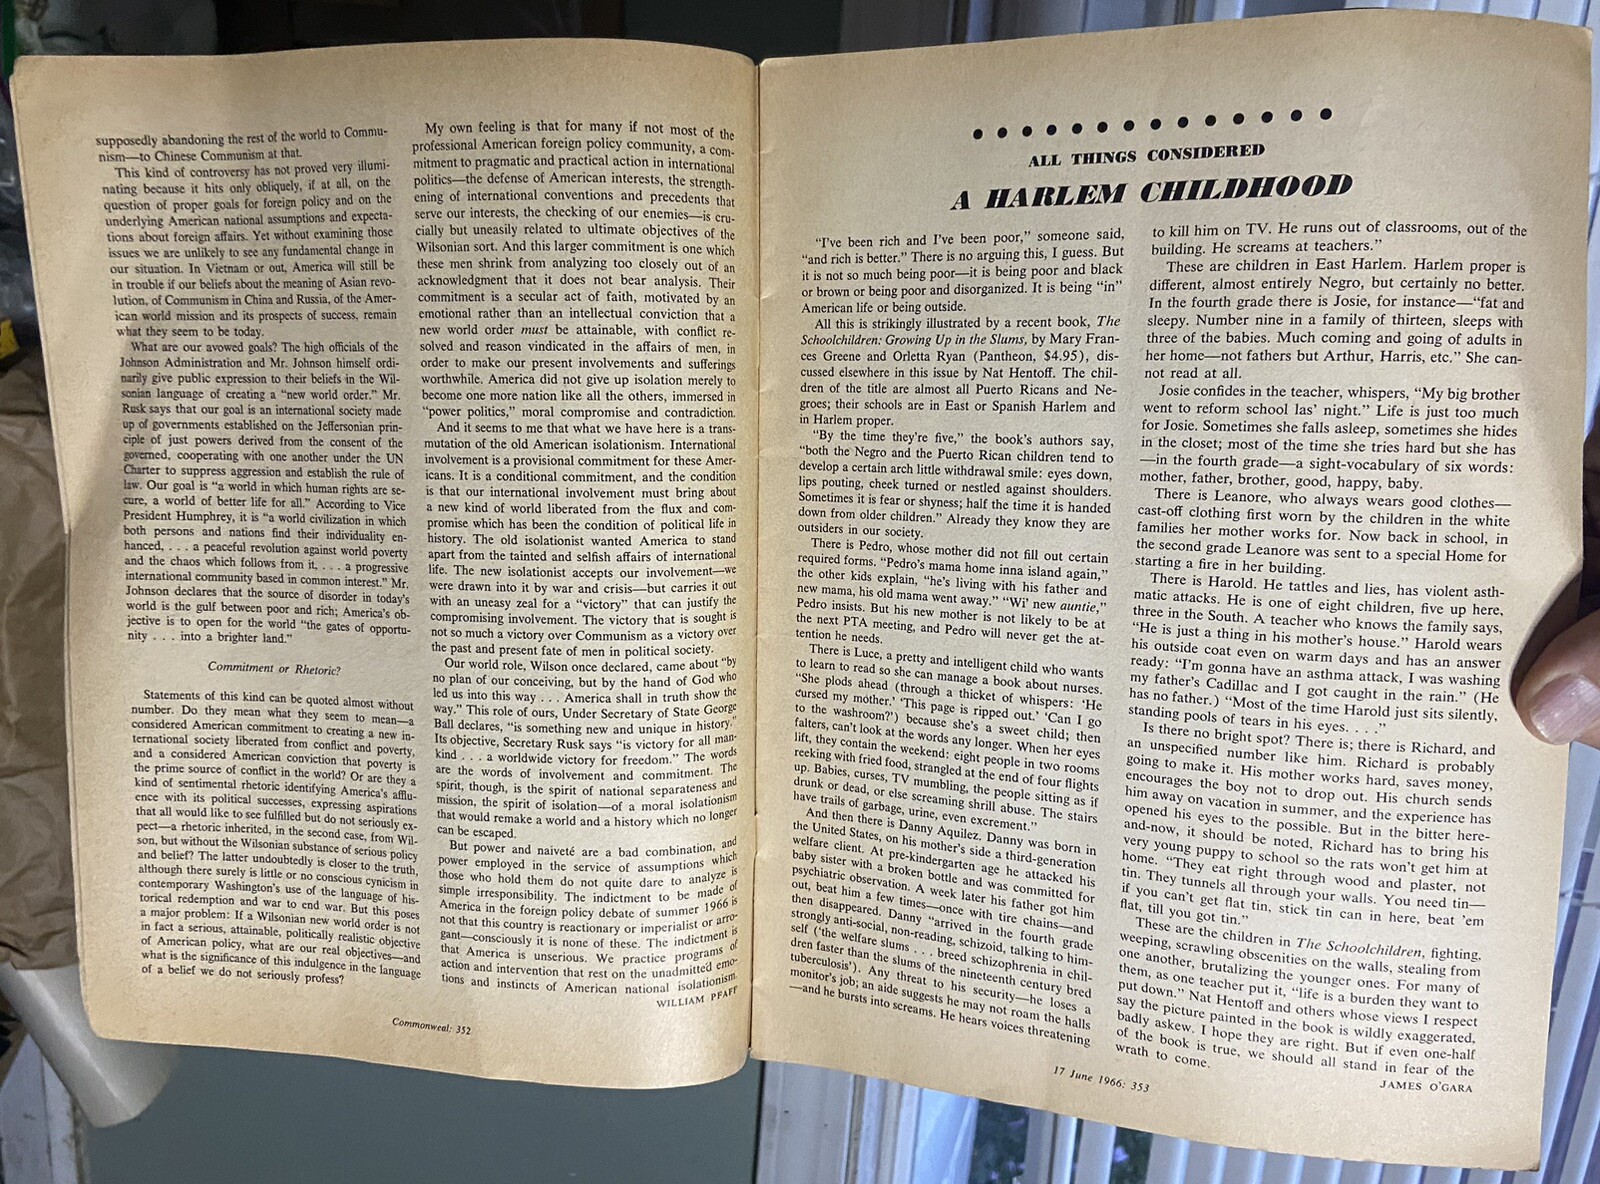 supposedly abandoning the rest of the world to Commu-
nism—to Chinese Communism at that.
This kind of controversy has not proved very illumi-
nating because it hits only obliquely, if at all, on the
question of proper goals for foreign policy and on the
underlying American national assumptions and expecta-
tions about foreign affairs. Yet without examining those
issues we are unlikely to see any fundamental change in
our situation. In Vietnam or out, America will still be
in trouble if our beliefs about the meaning of Asian revo-
lution, of Communism in China and Russia, of the Amer-
ican world mission and its prospects of success, remain
what they seem to be today.
What are our avowed goals? The high officials of the
Johnson Administration and Mr. Johnson himself ordi-
narily give public expression to their beliefs in the Wil-
sonian language of creating a "new world order." Mr.
Rusk says that our goal is an international society made
up of governments established on the Jeffersonian prin-
ciple of just powers derived from the consent of the
governed, cooperating with one another under the UN
Charter to suppress aggression and establish the rule of
law. Our goal is "a world in which human rights are se-
cure, a world of better life for all." According to Vice
President Humphrey, it is "a world civilization in which
both persons and nations find their individuality en-
hanced, . . . a peaceful revolution against world poverty
and the chaos which follows from it, . . . a progressive
international community based in common interest." Mr.
Johnson declares that the source of disorder in today's
world is the gulf between poor and rich; America's ob-
jective is to open for the world "the gates of opportu-
nity . . . into a brighter land."
Commitment or Rhetoric?
Statements of this kind can be quoted almost without
number. Do they mean what they seem to mean—a
considered American commitment to creating a new in-
ternational society liberated from conflict and poverty,
and a considered American conviction that poverty is
the prime source of conflict in the world? Or are they a
kind of sentimental rhetoric identifying America's afflu-
ence with its political successes, expressing aspirations
that all would like to see fulfilled but do not seriously ex-
pect—a rhetoric inherited, in the second case, from Wil-
son, but without the Wilsonian substance of serious policy
and belief? The latter undoubtedly is closer to the truth,
although there surely is little or no conscious cynicism in
contemporary Washington's use of the language of his-
torical redemption and war to end war. But this poses
a major problem: If a Wilsonian new world order is not
in fact a serious, attainable, politically realistic objective
of American policy, what are our real objectives—and
what is the significance of this indulgence in the language
of a belief we do not seriously profess?
My own feeling is that for many if not most of the
professional American foreign policy community, a com-
mitment to pragmatic and practical action in international
politics—the defense of American interests, the strength-
ening of international conventions and precedents that
serve our interests, the checking of our enemies—is cru-
cially but uneasily related to ultimate objectives of the
Wilsonian sort. And this larger commitment is one which
these men shrink from analyzing too closely out of an
acknowledgment that it does not bear analysis. Their
commitment is a secular act of faith, motivated by an
emotional rather than an intellectual conviction that a
new world order must be attainable, with conflict re-
solved and reason vindicated in the affairs of men, in
order to make our present involvements and sufferings
worthwhile. America did not give up isolation merely to
become one more nation like all the others, immersed in
"power politics," moral compromise and contradiction.
And it seems to me that what we have here is a trans-
mutation of the old American isolationism. International
involvement is a provisional commitment for these Amer-
icans. It is a conditional commitment, and the condition
is that our international involvement must bring about
a new kind of world liberated from the flux and com-
promise which has been the condition of political life in
history. The old isolationist wanted America to stand
apart from the tainted and selfish affairs of international
life. The new isolationist accepts our involvement—we
were drawn into it by war and crisis—but carries it out
with an uneasy zeal for a "victory" that can justify the
compromising involvement. The victory that is sought is
not so much a victory over Communism as a victory over
the past and present fate of men in political society.
Our world role, Wilson once declared, came about "by
no plan of our conceiving, but by the hand of God who
led us into this way . . . America shall in truth show the
way." This role of ours, Under Secretary of State George
Ball declares, "is something new and unique in history."
Its objective, Secretary Rusk says "is victory for all man-
kind . . . a worldwide victory for freedom." The words
are the words of involvement and commitment. The
spirit, though, is the spirit of national separateness and
mission, the spirit of isolation—of a moral isolationism
that would remake a world and a history which no longer
can be escaped.
But power and naiveté are a bad combination, and
power employed in the service of assumptions which
those who hold them do not quite dare to analyze is
simple irresponsibility. The indictment to be made of
America in the foreign policy debate of summer 1966 is
not that this country is reactionary or imperialist or arro-
gant—consciously it is none of these. The indictment is
that America is unserious. We practice programs of
action and intervention that rest on the unadmitted emo-
tions and instincts of American national isolationism.
WILLIAM PFAFF
Commonweal: 352
ALL THINGS CONSIDERED
A HARLEM CHILDHOOD
"I've been rich and I've been poor," someone said,
"and rich is better." There is no arguing this, I guess. But
it is not so much being poor—it is being poor and black
or brown or being poor and disorganized. It is being "in"
American life or being outside.
All this is strikingly illustrated by a recent book, The
Schoolchildren: Growing Up in the Slums, by Mary Fran-
ces Greene and Orletta Ryan (Pantheon, $4.95), dis-
cussed elsewhere in this issue by Nat Hentoff. The chil-
dren of the title are almost all Puerto Ricans and Ne-
groes; their schools are in East or Spanish Harlem and
in Harlem proper.
"By the time they're five," the book's authors say,
"both the Negro and the Puerto Rican children tend to
develop a certain arch little withdrawal smile: eyes down,
lips pouting, cheek turned or nestled against shoulders.
Sometimes it is fear or shyness; half the time it is handed
down from older children." Already they know they are
outsiders in our society.
There is Pedro, whose mother did not fill out certain
required forms. "Pedro's mama home inna island again,"
the other kids explain, "he's living with his father and
new mama, his old mama went away." "Wi' new auntie,"
Pedro insists. But his new mother is not likely to be at
the next PTA meeting, and Pedro will never get the at-
tention he needs.
There is Luce, a pretty and intelligent child who wants
to learn to read so she can manage a book about nurses.
"She plods ahead (through a thicket of whispers: 'He
cursed my mother.' 'This page is ripped out.' 'Can I go
to the washroom?') because she's a sweet child; then
falters, can't look at the words any longer. When her eyes
lift, they contain the weekend: eight people in two rooms
reeking with fried food, strangled at the end of four flights
up. Babies, curses, TV mumbling, the people sitting as if
drunk or dead, or else screaming shrill abuse. The stairs
have trails of garbage, urine, even excrement."
And then there is Danny Aquilez. Danny was born in
the United States, on his mother's side a third-generation
welfare client. At pre-kindergarten age he attacked his
baby sister with a broken bottle and was committed for
psychiatric observation. A week later his father got him
out, beat him a few times—once with tire chains—and
then disappeared. Danny "arrived in the fourth grade
strongly anti-social, non-reading, schizoid, talking to him-
self ('the welfare slums . . . breed schizophrenia in chil-
dren faster than the slums of the nineteenth century bred
tuberculosis'). Any threat to his security—he loses a
monitor's job; an aide suggests he may not roam the halls
—and he bursts into screams. He hears voices threatening
to kill him on TV. He runs out of classrooms, out of the
building. He screams at teachers."
These are children in East Harlem. Harlem proper is
different, almost entirely Negro, but certainly no better.
In the fourth grade there is Josie, for instance—"fat and
sleepy. Number nine in a family of thirteen, sleeps with
three of the babies. Much coming and going of adults in
her home—not fathers but Arthur, Harris, etc." She can-
not read at all.
Josie confides in the teacher, whispers, "My big brother
went to reform school las' night." Life is just too much
for Josie. Sometimes she falls asleep, sometimes she hides
in the closet; most of the time she tries hard but she has
—in the fourth grade—a sight-vocabulary of six words:
mother, father, brother, good, happy, baby.
There is Leanore, who always wears good clothes—
cast-off clothing first worn by the children in the white
families her mother works for. Now back in school, in
the second grade Leanore was sent to a special Home for
starting a fire in her building.
There is Harold. He tattles and lies, has violent asth-
matic attacks. He is one of eight children, five up here,
three in the South. A teacher who knows the family says,
"He is just a thing in his mother's house." Harold wears
his outside coat even on warm days and has an answer
ready: "I'm gonna have an asthma attack, I was washing
my father's Cadillac and I got caught in the rain." (He
has no father.) "Most of the time Harold just sits silently,
standing pools of tears in his eyes. . . ."
Is there no bright spot? There is; there is Richard, and
an unspecified number like him. Richard is probably
going to make it. His mother works hard, saves money,
encourages the boy not to drop out. His church sends
him away on vacation in summer, and the experience has
opened his eyes to the possible. But in the bitter here-
and-now, it should be noted, Richard has to bring his
very young puppy to school so the rats won't get him at
home. "They eat right through wood and plaster, not
tin. They tunnels all through your walls. You need tin—
if you can't get flat tin, stick tin can in here, beat 'em
flat, till you got tin."
These are the children in The Schoolchildren, fighting,
weeping, scrawling obscenities on the walls, stealing from
one another, brutalizing the younger ones. For many of
them, as one teacher put it, "life is a burden they want to
put down." Nat Hentoff and others whose views I respect
say the picture painted in the book is wildly exaggerated,
badly askew. I hope they are right. But if even one-half
of the book is true, we should all stand in fear of the
wrath to come.
JAMES O'GARA
17 June 1966: 353